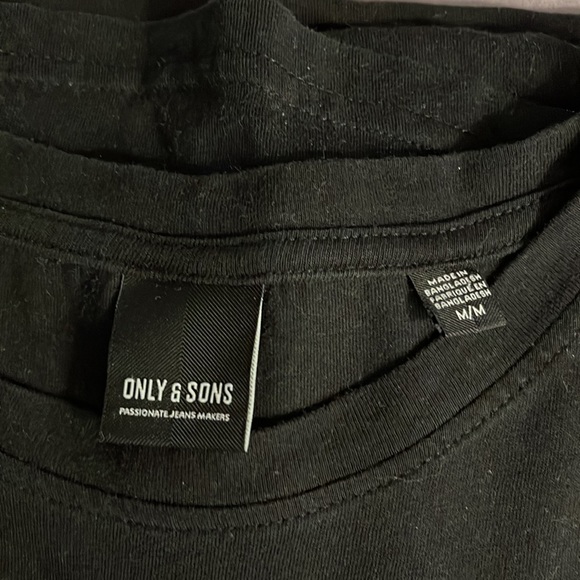 ONLY & SONS
PASSIONATE JEANS MAKERS
MADE IN
BANGLADESH
FABRIQUÉ EN
BANGLADESH
M/M